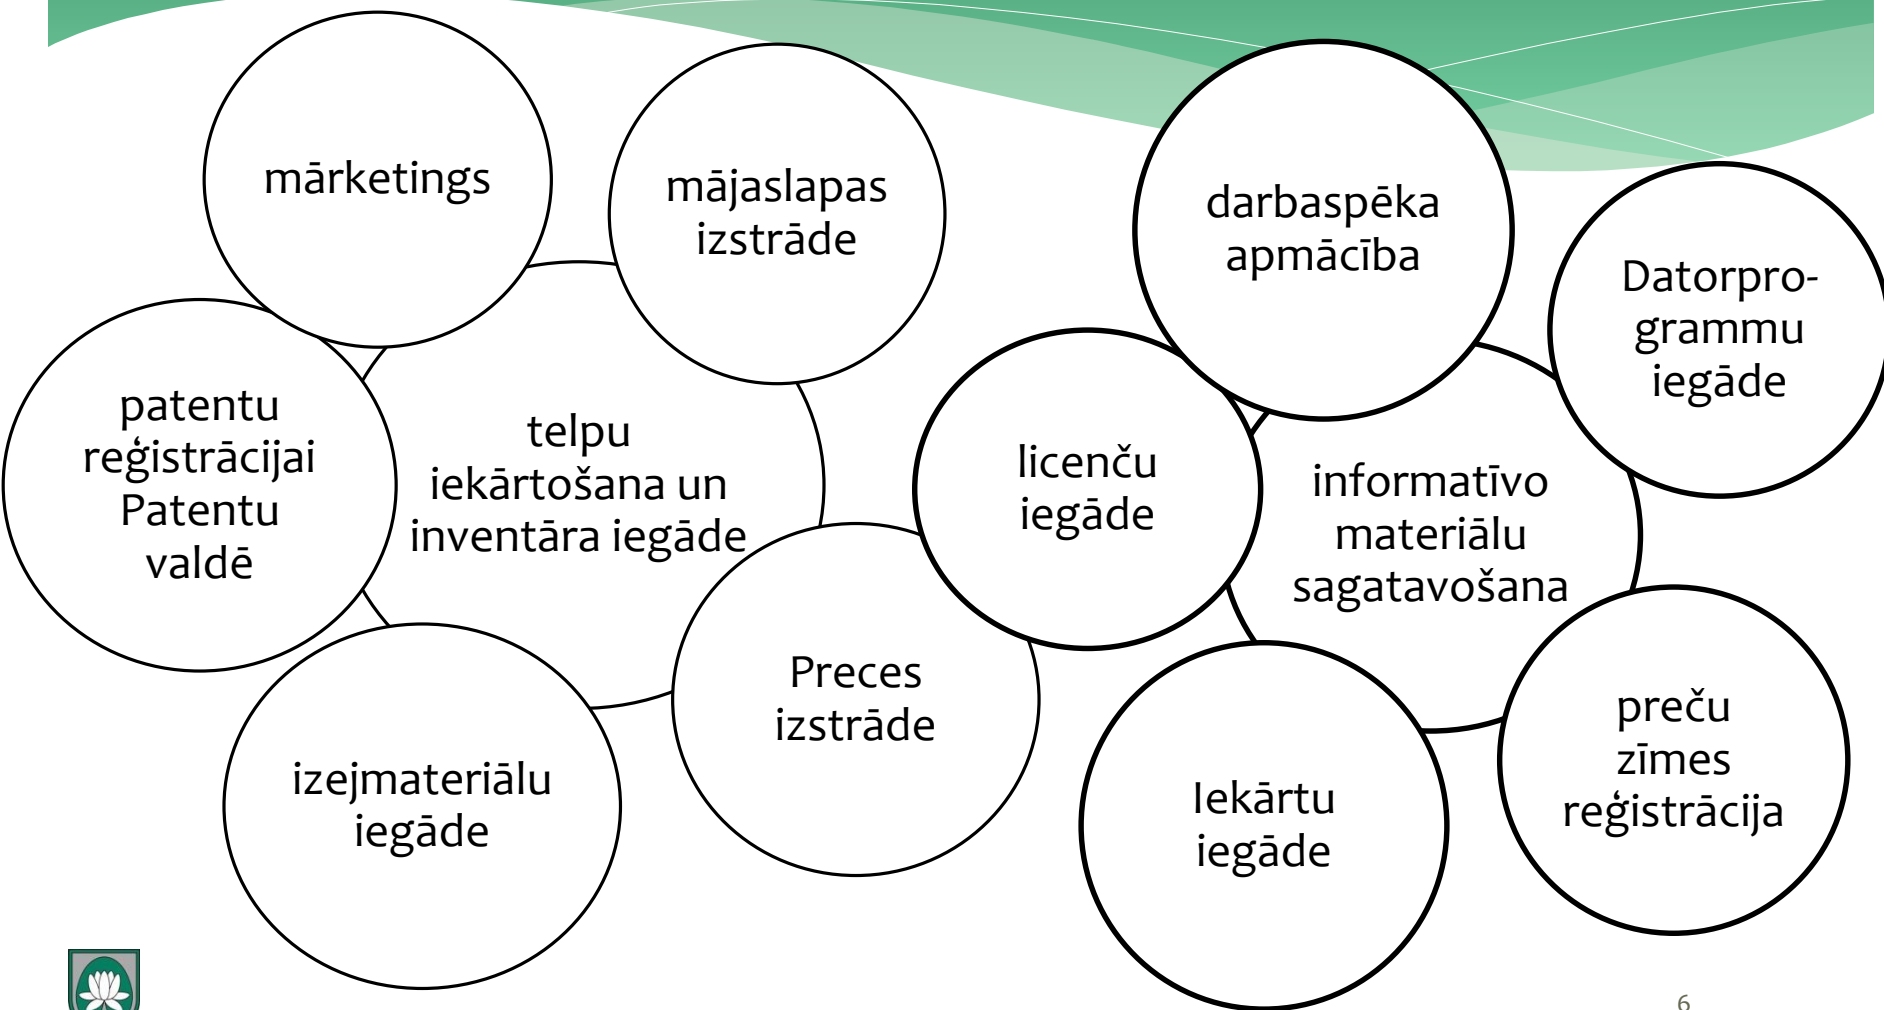 mārketings
mājaslapas
izstrāde
patentu
reģistrācijai
Patentu
valdē
telpu
iekārtošana un
inventāra iegāde
izejmateriālu
iegāde
Preces
izstrāde
darbaspēka
apmācība
Datorpro-
grammu
iegāde
licenču
iegāde
informatīvo
materiālu
sagatavošana
Iekārtu
iegāde
preču
zīmes
reģistrācija
6